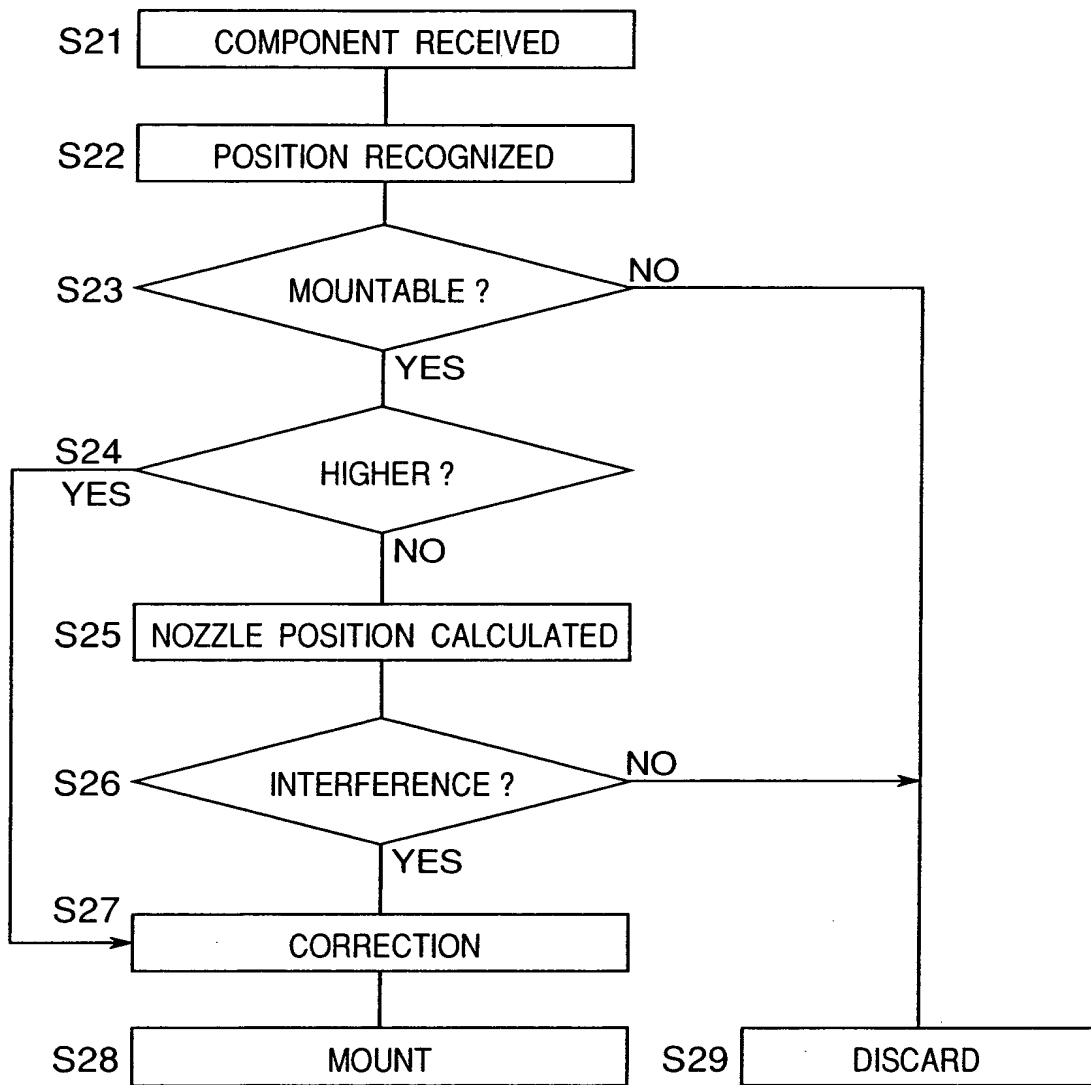 S21 COMPONENT RECEIVED
S22 POSITION RECOGNIZED
S23 MOUNTABLE ? NO
YES
S24 HIGHER ?
YES
NO
S25 NOZZLE POSITION CALCULATED
S26 INTERFERENCE ? NO
YES
S27 CORRECTION
S28 MOUNT
S29 DISCARD